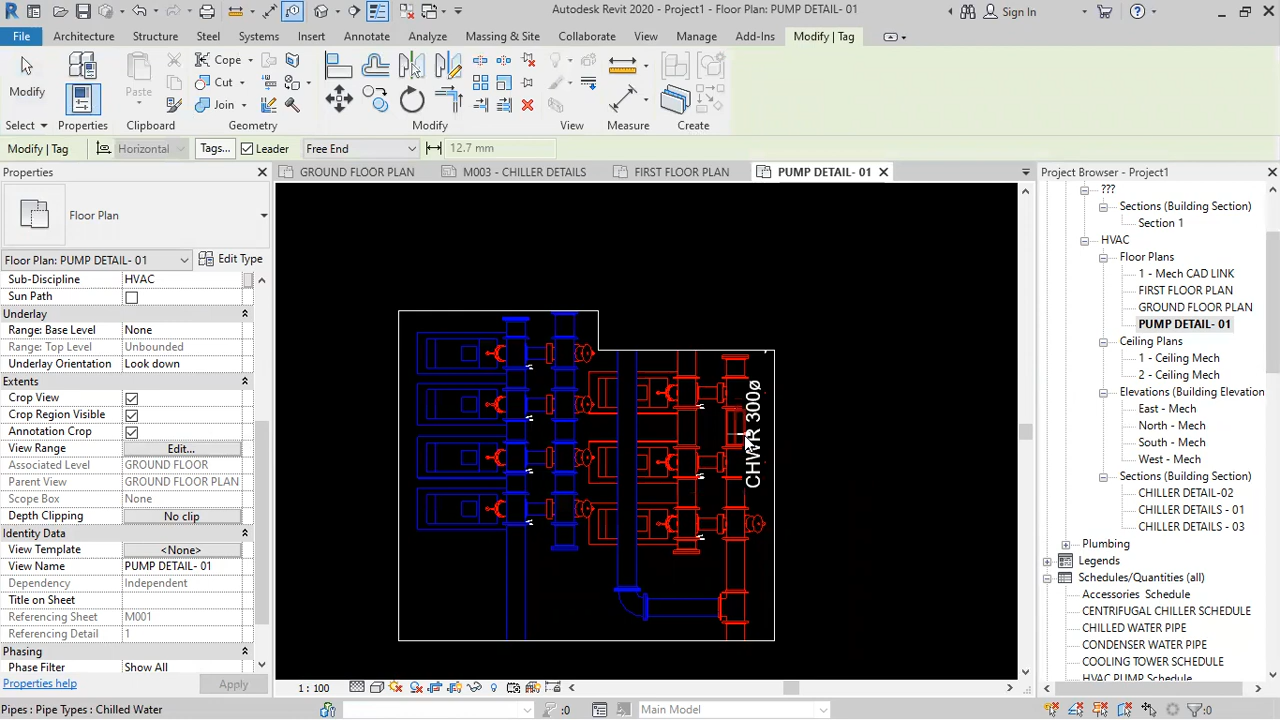 Autodesk Revit 2020 - Project1 - Floor Plan: PUMP DETAIL- 01
Sign In
File Architecture Structure Steel Systems Insert Annotate Analyze Massing & Site Collaborate View Manage Add-Ins Modify | Tag
Modify
Paste
Cope
Cut
Join
Select Properties Clipboard Geometry Modify View Measure Create
Modify | Tag Horizontal Tags... Leader Free End 12.7 mm
Properties
Floor Plan
Floor Plan: PUMP DETAIL- 01 Edit Type
Sub-Discipline HVAC
Sun Path
Underlay
Range: Base Level None
Range: Top Level Unbounded
Underlay Orientation Look down
Extents
Crop View
Crop Region Visible
Annotation Crop
View Range Edit...
Associated Level GROUND FLOOR
Parent View GROUND FLOOR PLAN
Scope Box None
Depth Clipping No clip
Identity Data
View Template <None>
View Name PUMP DETAIL- 01
Dependency Independent
Title on Sheet
Referencing Sheet M001
Referencing Detail 1
Phasing
Phase Filter Show All
Properties help Apply
GROUND FLOOR PLAN M003 - CHILLER DETAILS FIRST FLOOR PLAN PUMP DETAIL- 01
CHWR 300ø
1 : 100
Project Browser - Project1
???
Sections (Building Section)
Section 1
HVAC
Floor Plans
1 - Mech CAD LINK
FIRST FLOOR PLAN
GROUND FLOOR PLAN
PUMP DETAIL- 01
Ceiling Plans
1 - Ceiling Mech
2 - Ceiling Mech
Elevations (Building Elevation)
East - Mech
North - Mech
South - Mech
West - Mech
Sections (Building Section)
CHILLER DETAIL-02
CHILLER DETAILS - 01
CHILLER DETAIL - 03
Plumbing
Legends
Schedules/Quantities (all)
Accessories Schedule
CENTRIFUGAL CHILLER SCHEDULE
CHILLED WATER PIPE
CONDENSER WATER PIPE
COOLING TOWER SCHEDULE
HVAC PUMP SCHEDULE
Pipes : Pipe Types : Chilled Water :0 Main Model :0